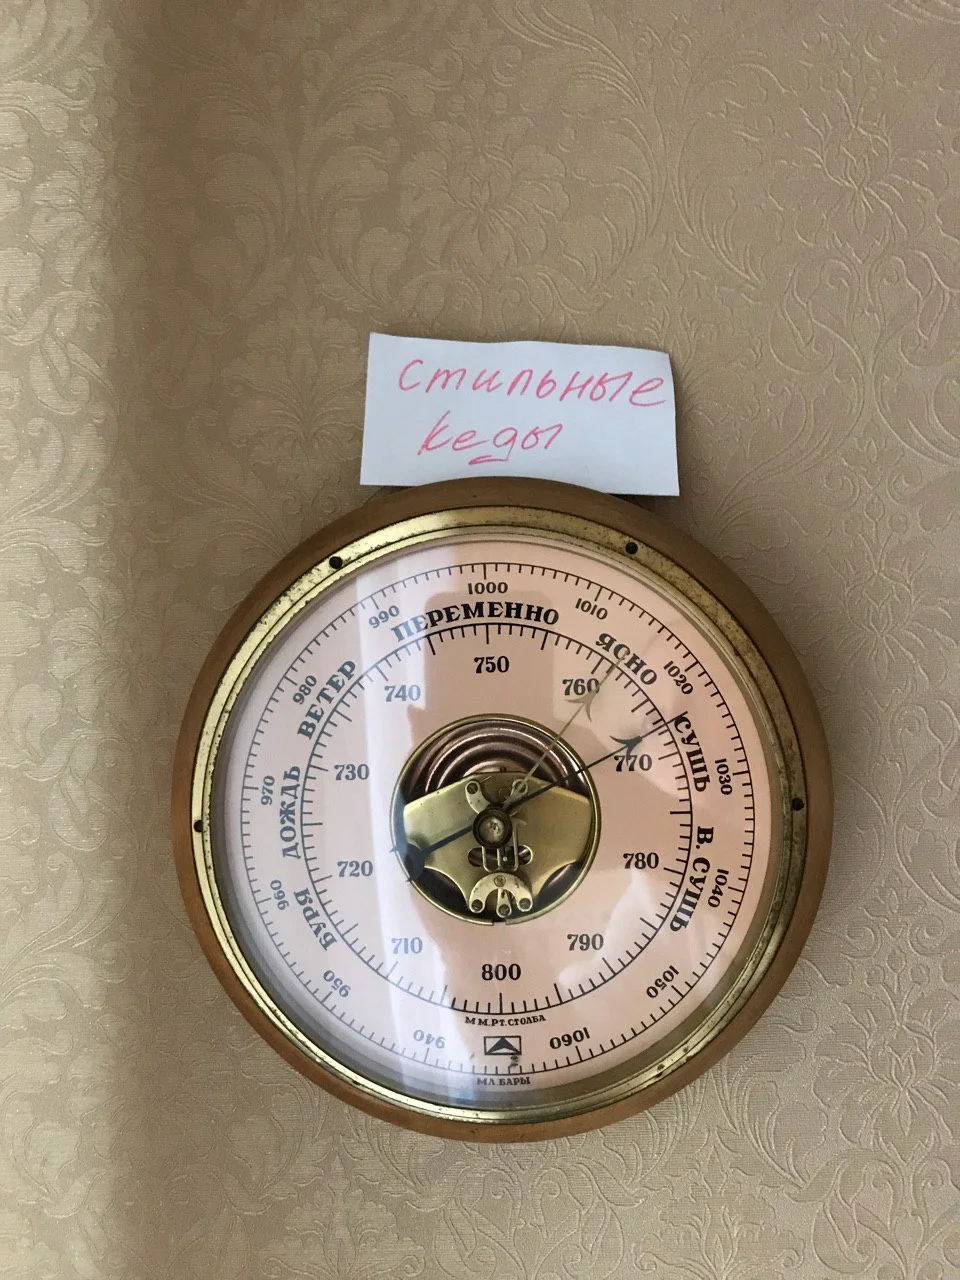 стильные
кеды
1000
990
1010
980
1020
970
1030
960
1040
950
1050
940
1060
ПЕРЕМЕННО
ВЕТЕР
ЯСНО
ДОЖДЬ
СУШЬ
БУРЯ
В. СУШЬ
750
740
760
730
770
720
780
710
790
800
ММ.РТ.СТОЛБА
МЛ.БАРЫ